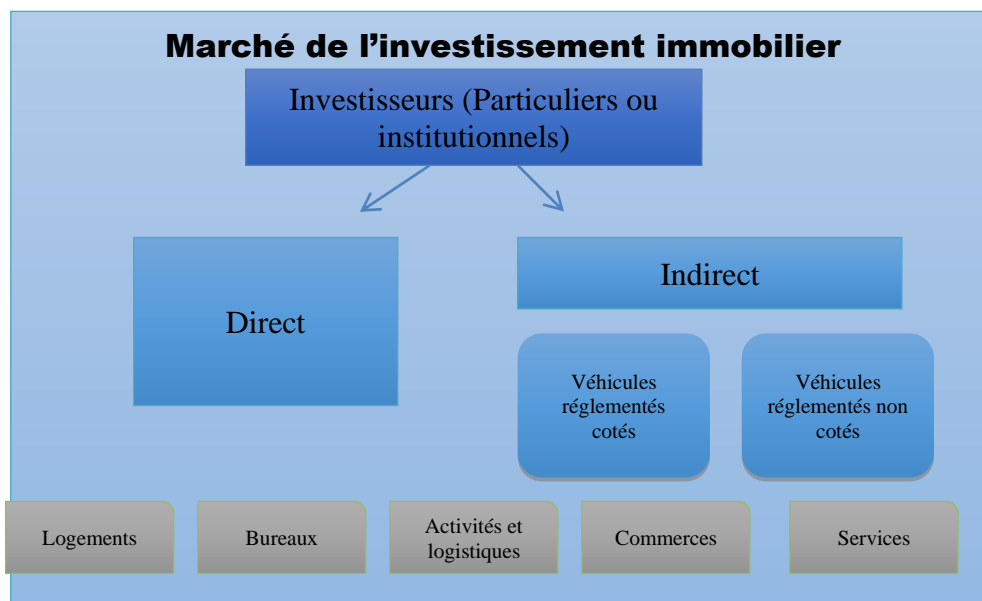 Marché de l’investissement immobilier
Investisseurs (Particuliers ou
institutionnels)
Direct
Indirect
Véhicules
réglementés
cotés
Véhicules
réglementés non
cotés
Logements
Bureaux
Activités et
logistiques
Commerces
Services